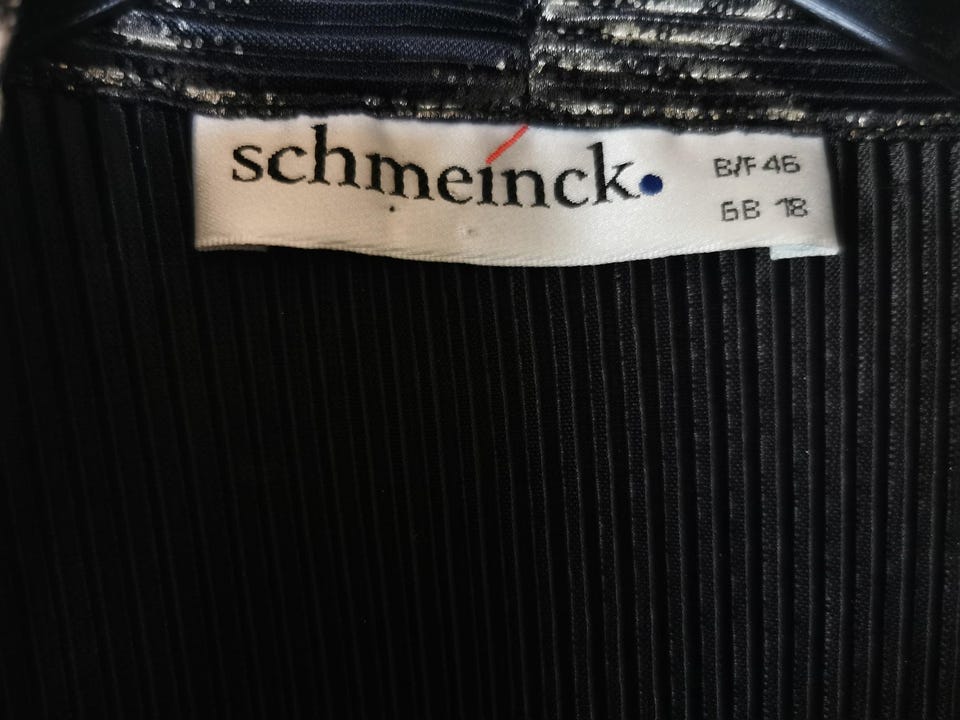 schmeinck.
B/F 46
GB 18